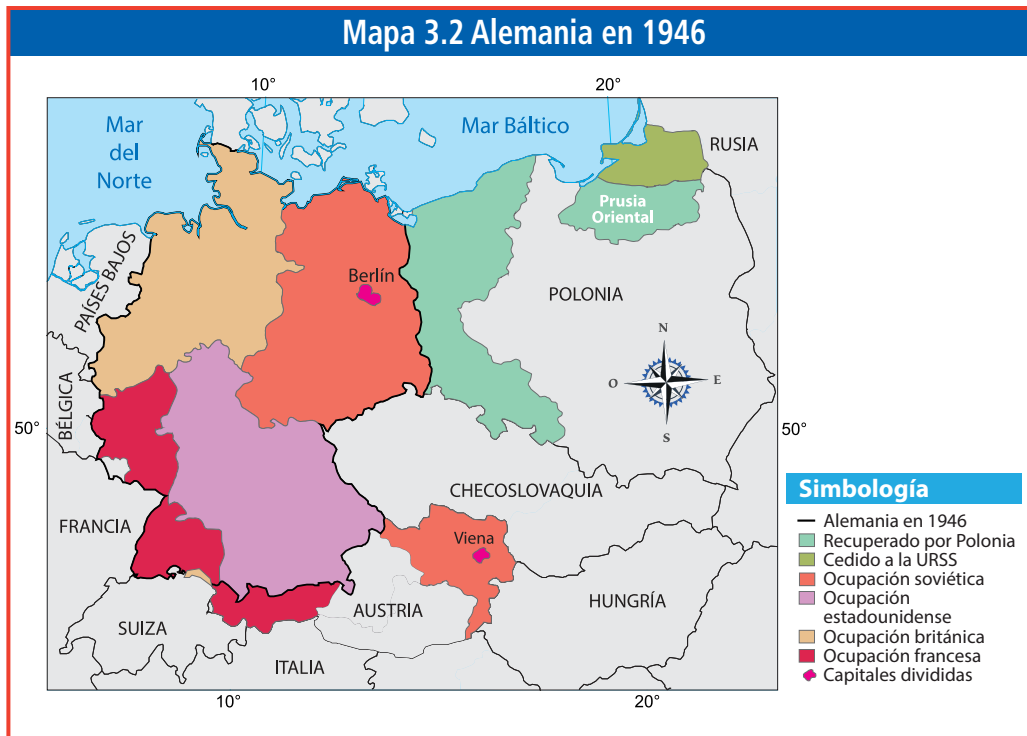 Mapa 3.2 Alemania en 1946
10°
20°
Mar
del
Norte
Mar Báltico
RUSIA
Prusia
Oriental
PAÍSES BAJOS
Berlín
POLONIA
N
O
E
S
BÉLGICA
50°
50°
CHECOSLOVAQUIA
FRANCIA
Viena
AUSTRIA
HUNGRÍA
SUIZA
ITALIA
10°
20°
Simbología
Alemania en 1946
Recuperado por Polonia
Cedido a la URSS
Ocupación soviética
Ocupación
estadounidense
Ocupación británica
Ocupación francesa
Capitales divididas